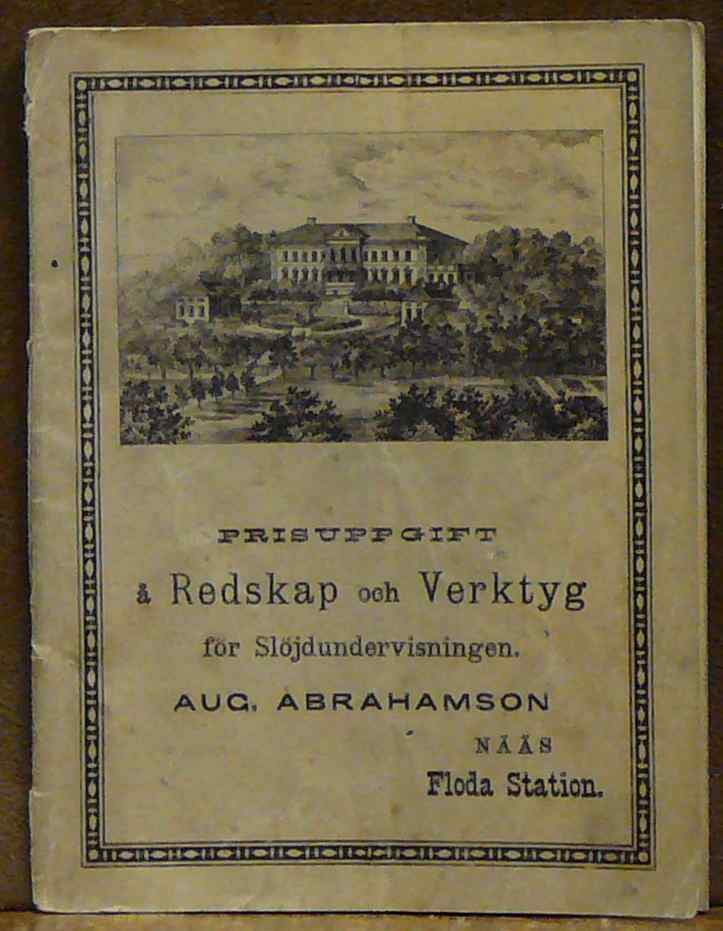 PRISUPPGIFT
å Redskap och Verktyg
för Slöjdundervisningen.
AUG. ABRAHAMSON
NÄÄS
Floda Station.